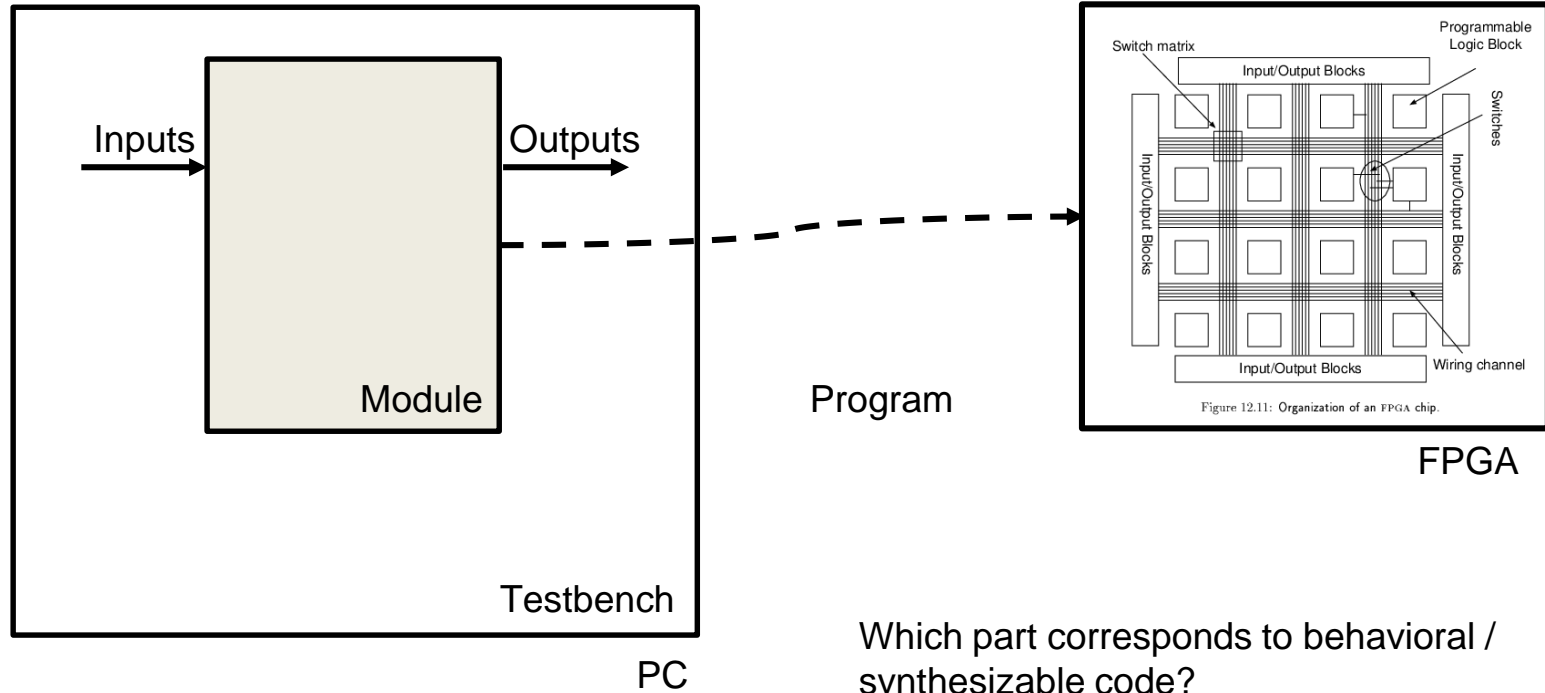 Inputs
Outputs
Module
Testbench
PC
Program
Switch matrix
Programmable
Logic Block
Input/Output Blocks
Switches
Input/Output Blocks
Input/Output Blocks
Input/Output Blocks
Wiring channel
Figure 12.11: Organization of an FPGA chip.
FPGA
Which part corresponds to behavioral /
synthesizable code?